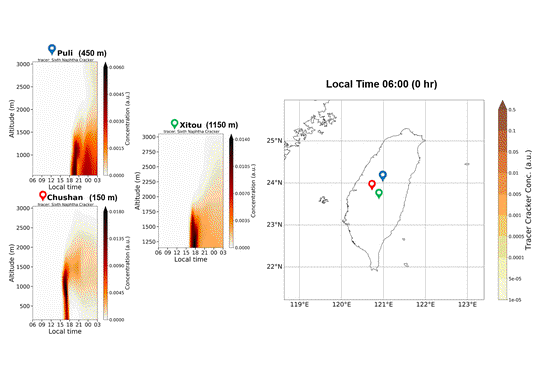 Puli (450 m)
tracer: Sixth Naphtha Cracker
Altitude (m)
3000
2500
2000
1500
1000
06 09 12 15 18 21 00 03
Local time
0.0060
0.0045
0.0030
0.0015
0.0000
Concentration (a.u.)
Xitou (1150 m)
tracer: Sixth Naphtha Cracker
Altitude (m)
3000
2750
2500
2250
2000
1750
1500
1250
06 09 12 15 18 21 00 03
Local time
0.0140
0.0105
0.0070
0.0035
0.0000
Concentration (a.u.)
Chushan (150 m)
tracer: Sixth Naphtha Cracker
Altitude (m)
3000
2500
2000
1500
1000
500
06 09 12 15 18 21 00 03
Local time
0.0180
0.0135
0.0090
0.0045
0.0000
Concentration (a.u.)
Local Time 06:00 (0 hr)
25°N
24°N
23°N
22°N
119°E 120°E 121°E 122°E 123°E
0.5
0.1
0.05
0.01
0.005
0.001
0.0005
0.0001
5e-05
1e-05
Tracer Cracker Conc. (a.u.)